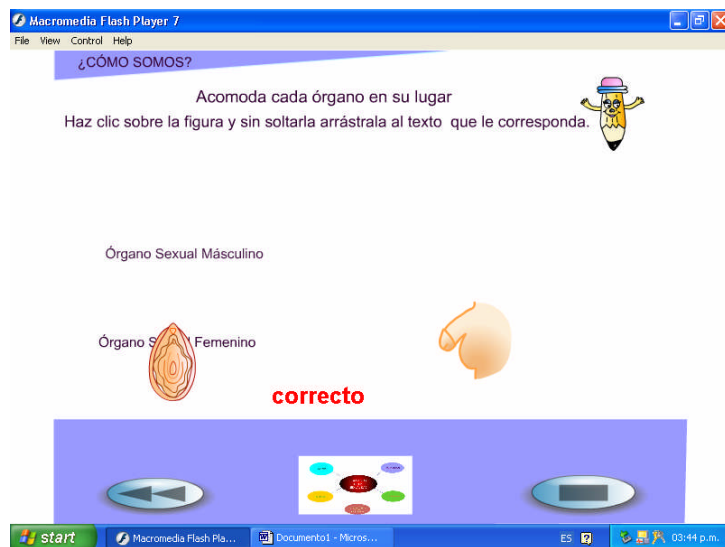 Macromedia Flash Player 7
File View Control Help
¿CÓMO SOMOS?
Acomoda cada órgano en su lugar
Haz clic sobre la figura y sin soltarla arrástrala al texto que le corresponda.
Órgano Sexual Másculino
Órgano S l Femenino
correcto
start Macromedia Flash Pla... Documento1 - Micros... ES 03:44 p.m.